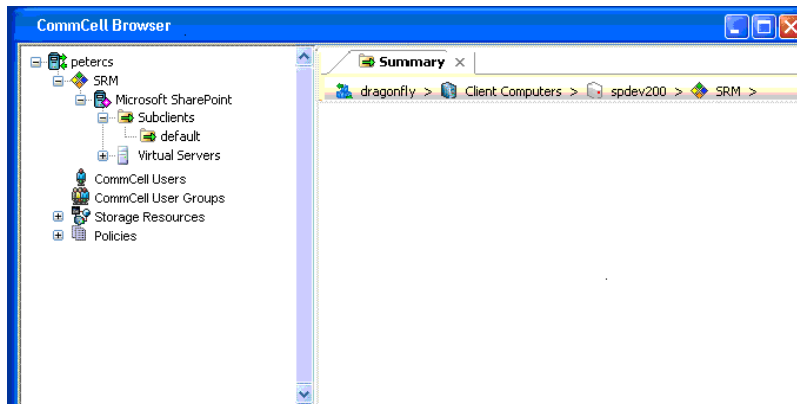 CommCell Browser
petercs
SRM
Microsoft SharePoint
Subclients
default
Virtual Servers
CommCell Users
CommCell User Groups
Storage Resources
Policies
Summary
dragonfly > Client Computers > spdev200 > SRM >